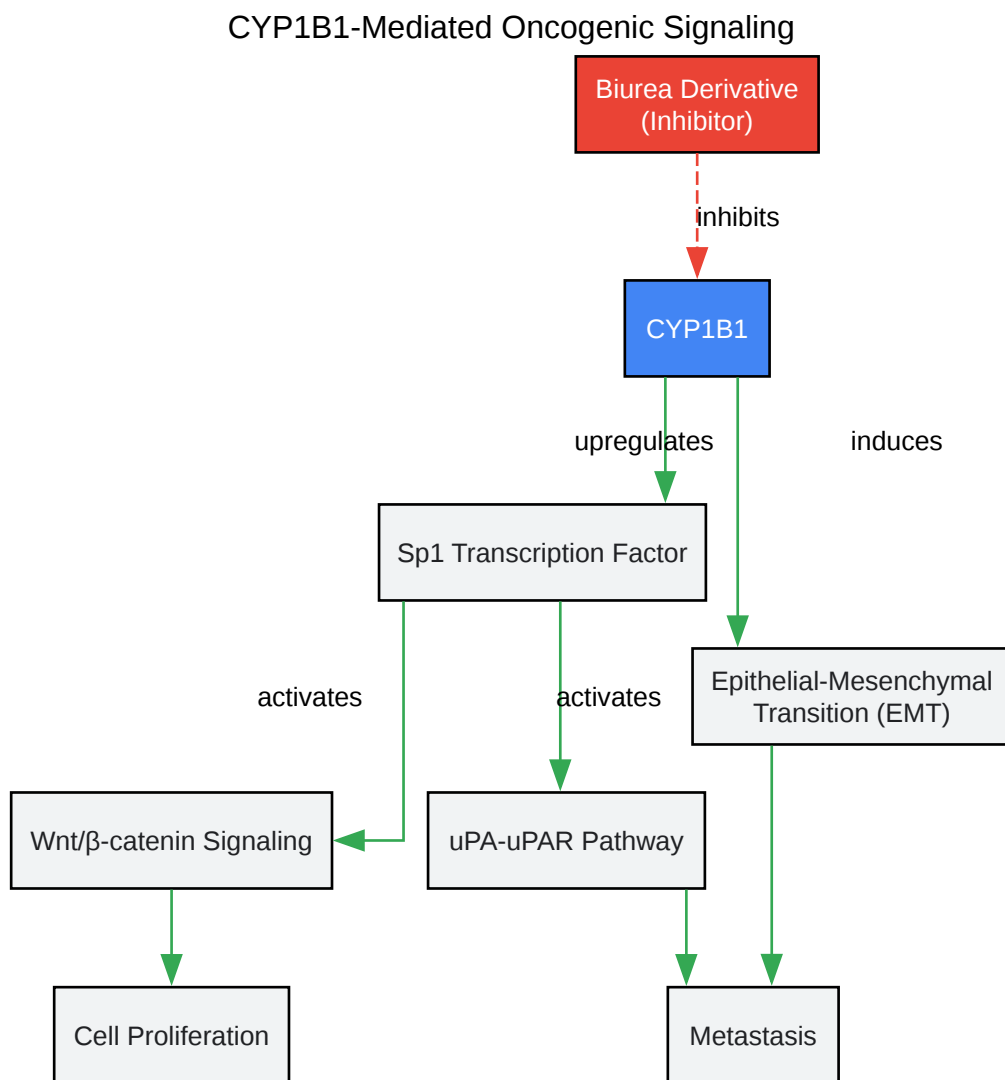 CYP1B1-Mediated Oncogenic Signaling
Biurea Derivative
(Inhibitor)
inhibits
CYP1B1
upregulates
induces
Sp1 Transcription Factor
activates
activates
Epithelial-Mesenchymal
Transition (EMT)
Wnt/β-catenin Signaling
uPA-uPAR Pathway
Cell Proliferation
Metastasis